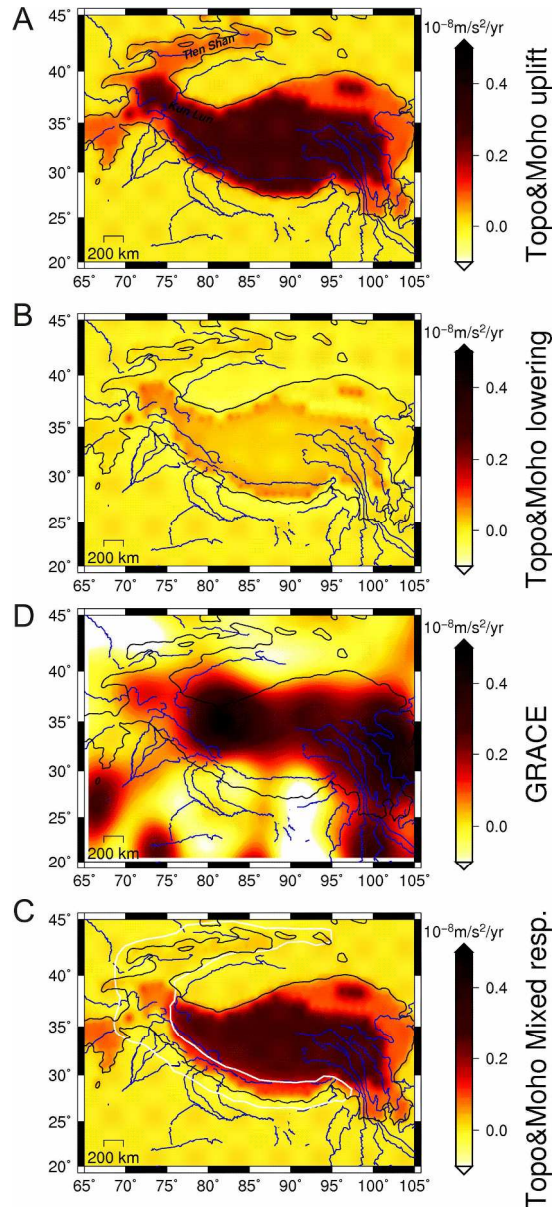 A
10⁻⁸m/s²/yr
45°
40°
35°
30°
25°
20°
Tien Shan
Kun Lun
200 km
65° 70° 75° 80° 85° 90° 95° 100° 105°
0.4
0.2
0.0
Topo&Moho uplift
B
10⁻⁸m/s²/yr
45°
40°
35°
30°
25°
20°
200 km
65° 70° 75° 80° 85° 90° 95° 100° 105°
0.4
0.2
0.0
Topo&Moho lowering
D
10⁻⁸m/s²/yr
45°
40°
35°
30°
25°
20°
200 km
65° 70° 75° 80° 85° 90° 95° 100° 105°
0.4
0.2
0.0
GRACE
C
10⁻⁸m/s²/yr
45°
40°
35°
30°
25°
20°
200 km
65° 70° 75° 80° 85° 90° 95° 100° 105°
0.4
0.2
0.0
Topo&Moho Mixed resp.